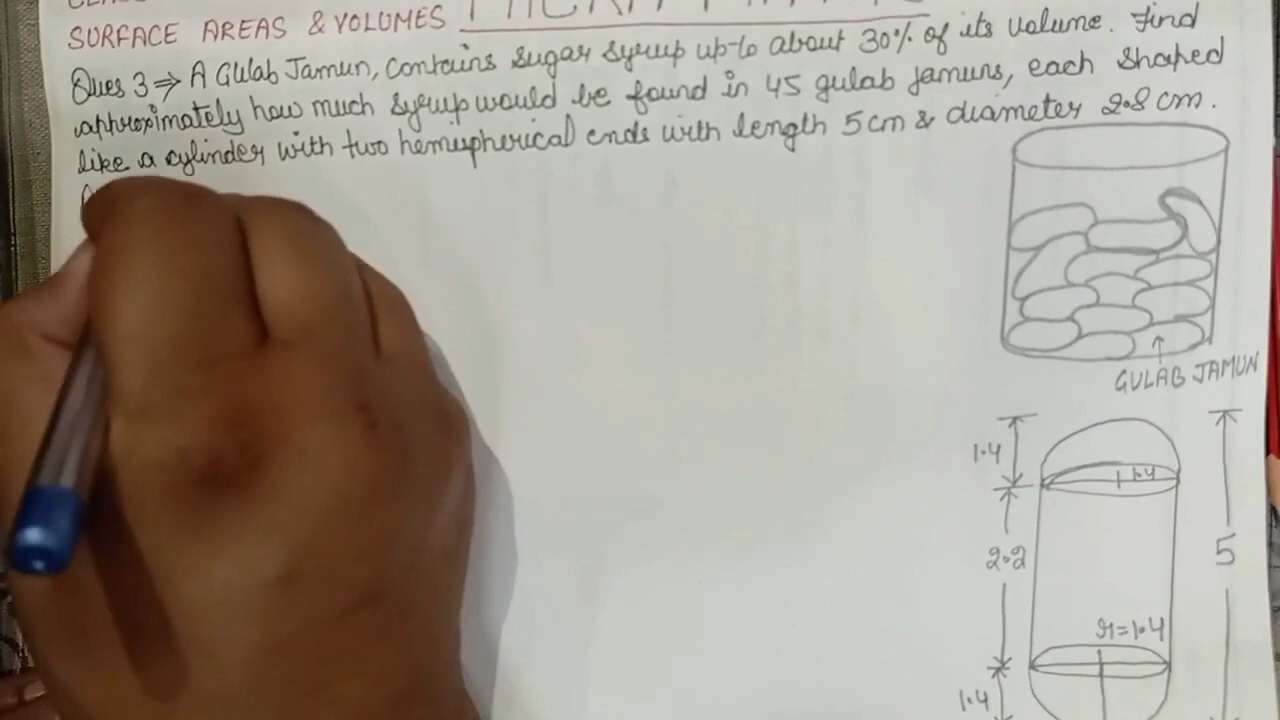 SURFACE AREAS & VOLUMES
Ques 3 ⇒ A Gulab Jamun, contains sugar syrup up-to about 30% of its volume. Find
approximately how much syrup would be found in 45 gulab jamuns, each shaped
like a cylinder with two hemispherical ends with length 5 cm & diameter 2.8 cm.
GULAB JAMUN
1.4
1.4
2.2
5
r=1.4
1.4